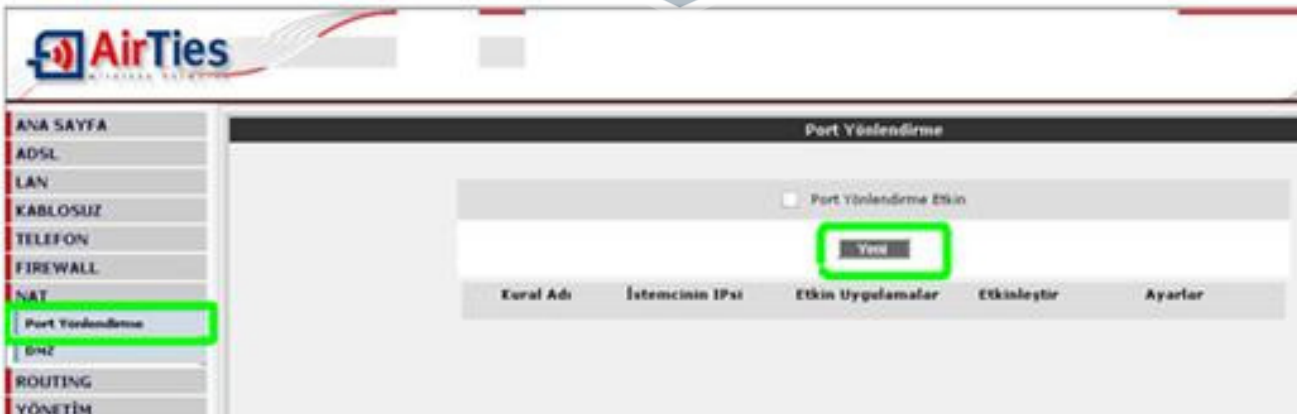 AirTies
ANA SAYFA
ADSL
LAN
KABLOSUZ
TELEFON
FIREWALL
NAT
Port Yönlendirme
DMZ
ROUTING
YÖNETİM
Port Yönlendirme
Port Yönlendirme Etkin
Yeni
Kural Adı İstemcinin IPsi Etkin Uygulamalar Etkinleştir Ayarlar